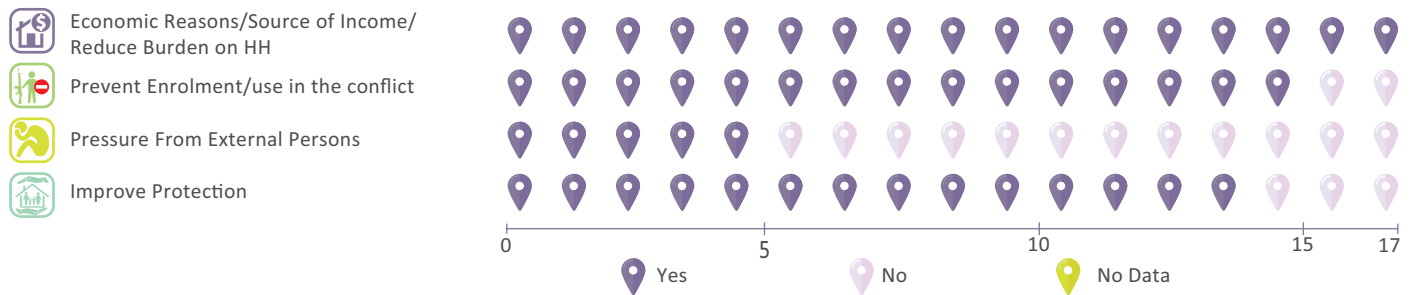 Economic Reasons/Source of Income/
Reduce Burden on HH
Prevent Enrolment/use in the conflict
Pressure From External Persons
Improve Protection
0 5 10 15 17
Yes No No Data